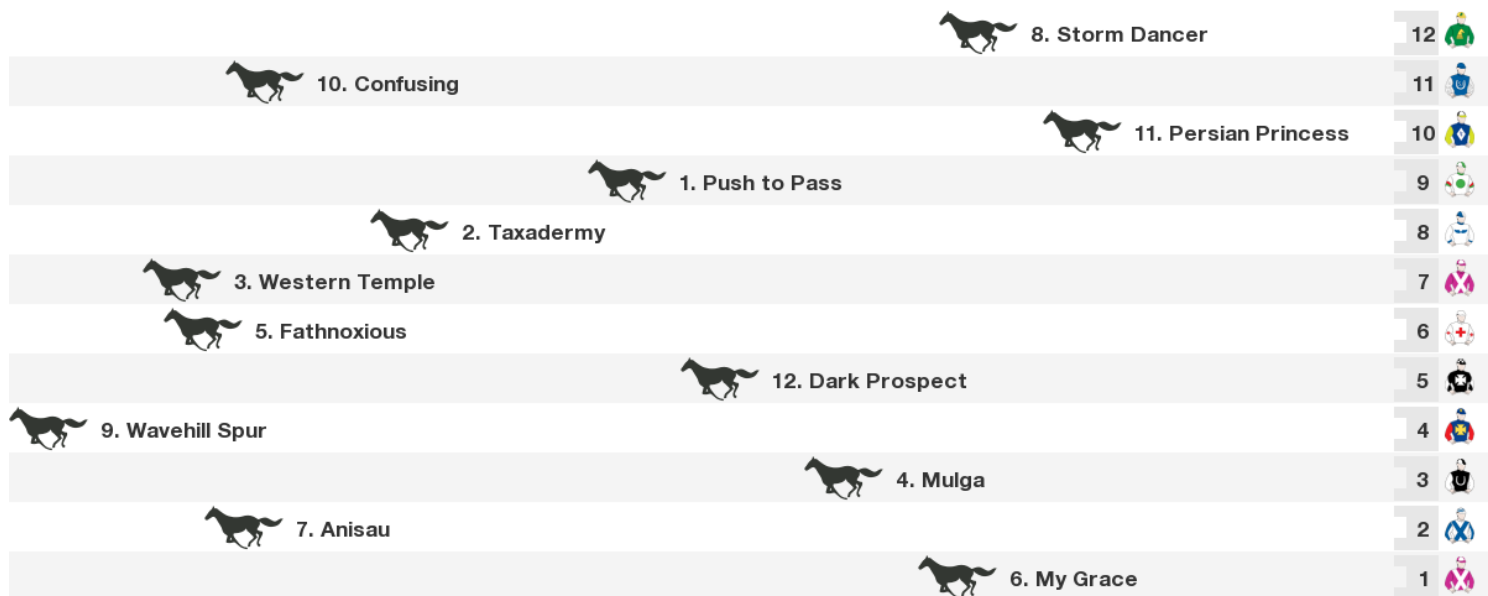 8. Storm Dancer 12
10. Confusing 11
11. Persian Princess 10
1. Push to Pass 9
2. Taxadermy 8
3. Western Temple 7
5. Fathnoxious 6
12. Dark Prospect 5
9. Wavehill Spur 4
4. Mulga 3
7. Anisau 2
6. My Grace 1